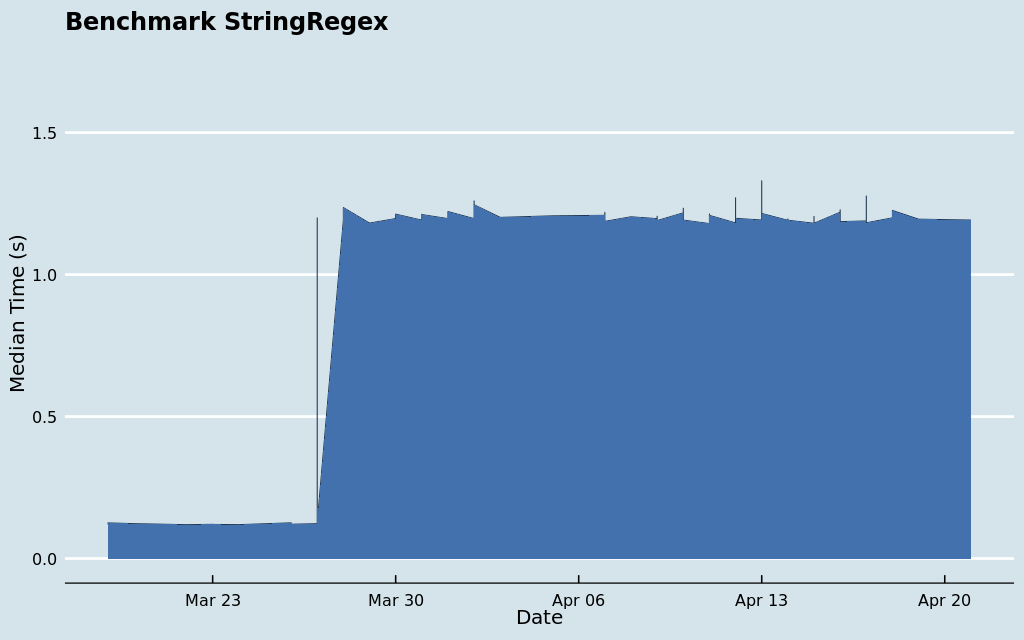 Benchmark StringRegex
1.5
1.0
0.5
0.0
Median Time (s)
Mar 23
Mar 30
Apr 06
Apr 13
Apr 20
Date